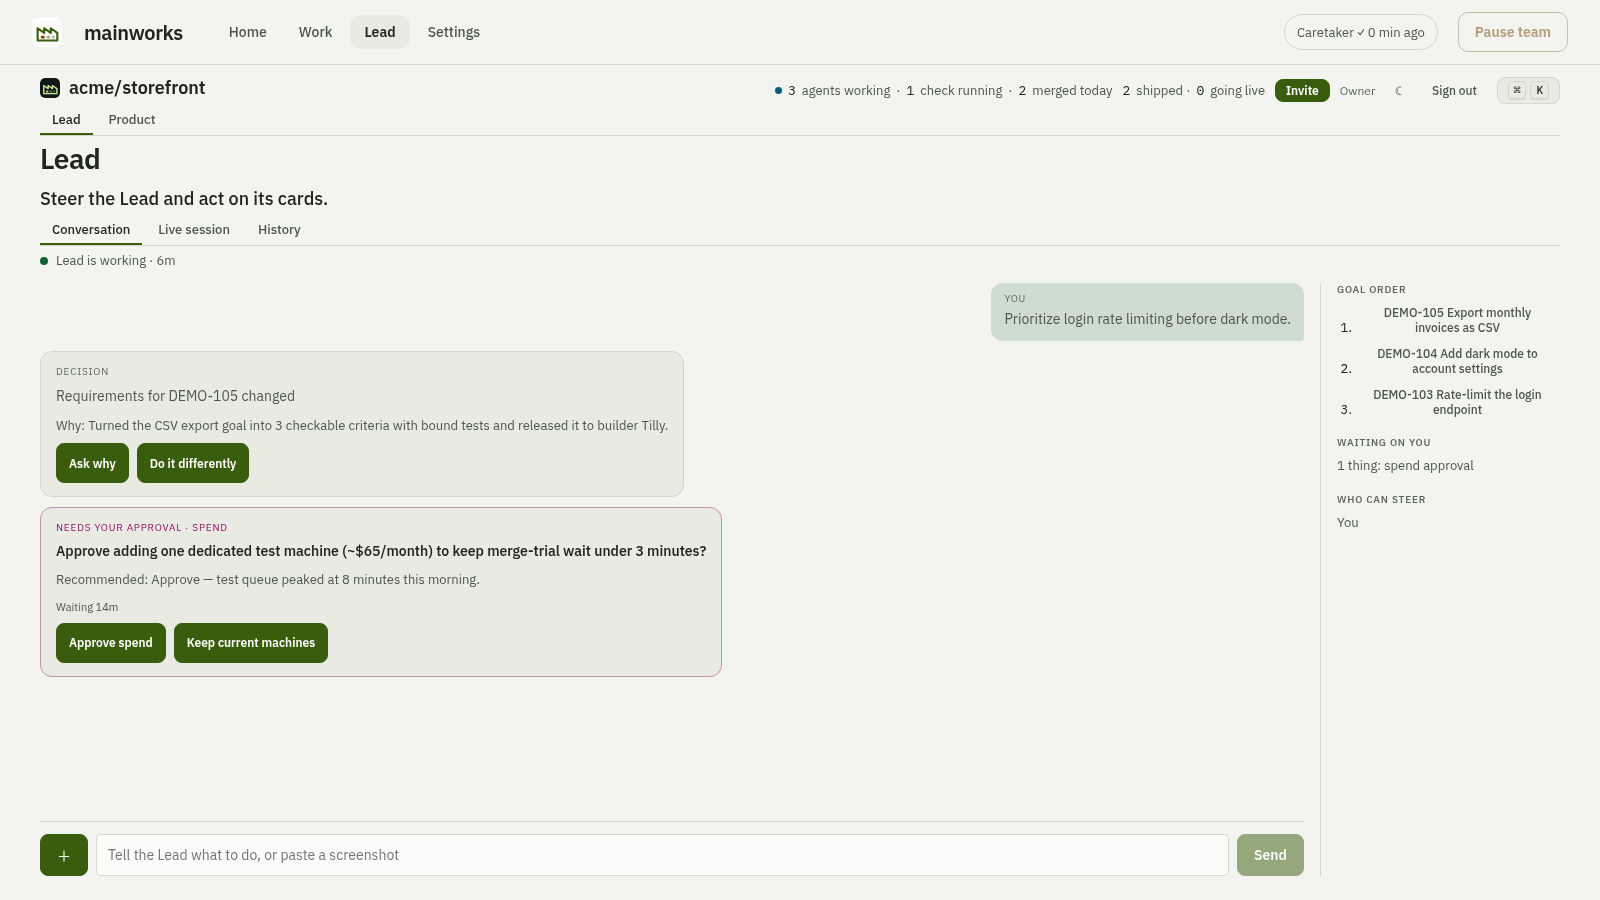 mainworks
Home
Work
Lead
Settings
Caretaker ✓ 0 min ago
Pause team
acme/storefront
3 agents working · 1 check running · 2 merged today 2 shipped · 0 going live
Invite
Owner
☾
Sign out
⌘ K
Lead
Product
Lead
Steer the Lead and act on its cards.
Conversation
Live session
History
Lead is working · 6m
YOU
Prioritize login rate limiting before dark mode.
DECISION
Requirements for DEMO-105 changed
Why: Turned the CSV export goal into 3 checkable criteria with bound tests and released it to builder Tilly.
Ask why
Do it differently
NEEDS YOUR APPROVAL · SPEND
Approve adding one dedicated test machine (~$65/month) to keep merge-trial wait under 3 minutes?
Recommended: Approve — test queue peaked at 8 minutes this morning.
Waiting 14m
Approve spend
Keep current machines
+
Tell the Lead what to do, or paste a screenshot
Send
GOAL ORDER
1. DEMO-105 Export monthly
invoices as CSV
2. DEMO-104 Add dark mode to
account settings
3. DEMO-103 Rate-limit the login
endpoint
WAITING ON YOU
1 thing: spend approval
WHO CAN STEER
You